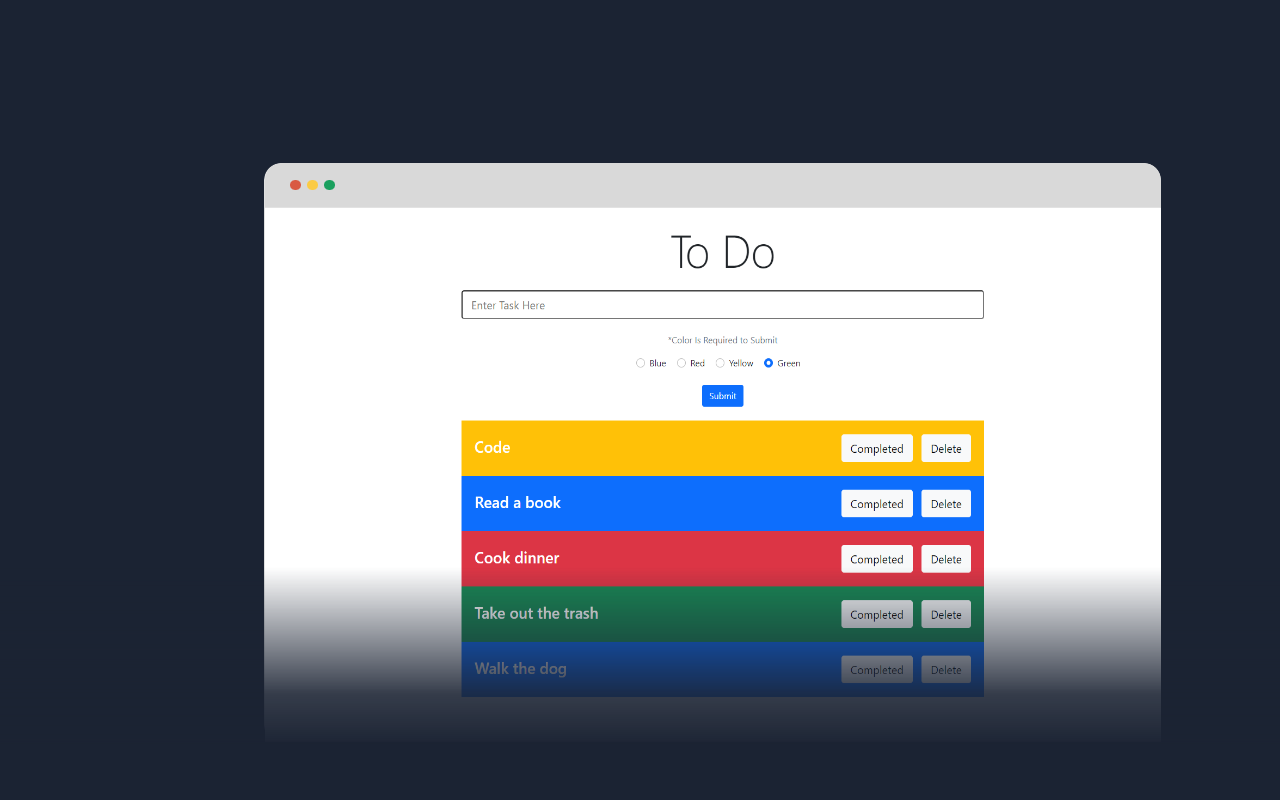 To Do
Enter Task Here
*Color Is Required to Submit
Blue Red Yellow Green
Submit
Code Completed Delete
Read a book Completed Delete
Cook dinner Completed Delete
Take out the trash Completed Delete
Walk the dog Completed Delete